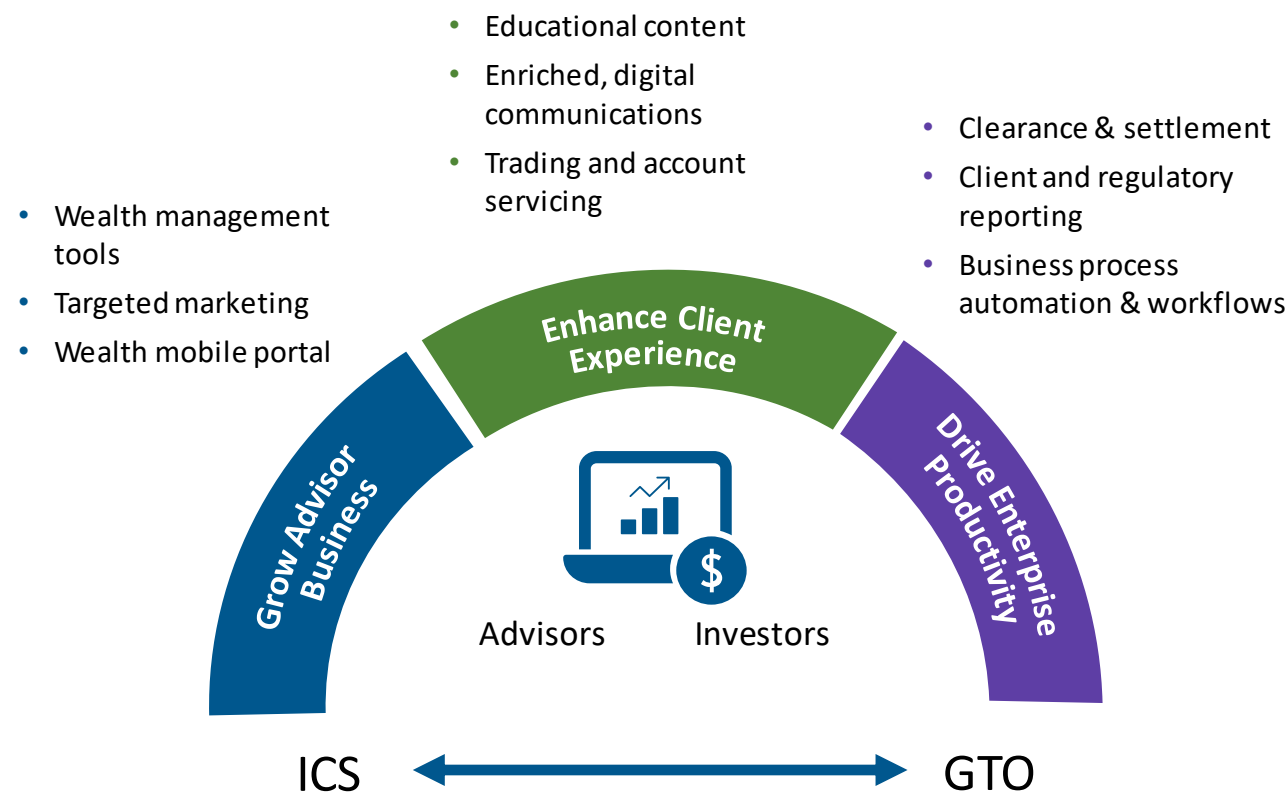 • Educational content
• Enriched, digital
communications
• Trading and account
servicing
• Clearance & settlement
• Client and regulatory
reporting
• Business process
automation & workflows
• Wealth management
tools
• Targeted marketing
• Wealth mobile portal
Enhance Client
Experience
Grow Advisor
Business
Drive Enterprise
Productivity
$
Advisors
Investors
ICS
GTO